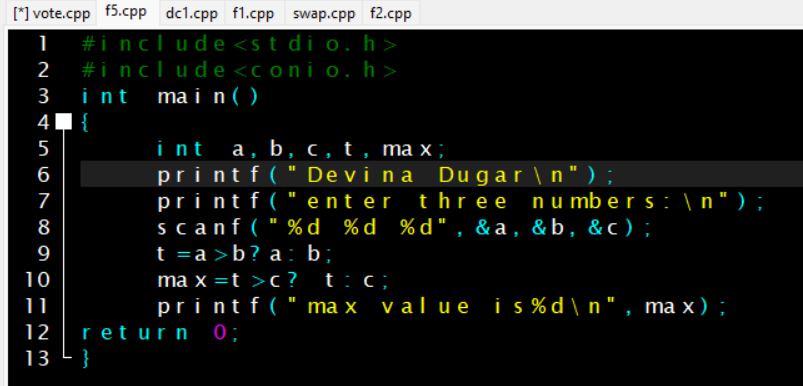 [*] vote.cpp f5.cpp dc1.cpp f1.cpp swap.cpp f2.cpp
1 #include<stdio.h>
2 #include<conio.h>
3 int main()
4 {
5 int a,b,c,t,max;
6 printf("Devina Dugar\n");
7 printf("enter three numbers:\n");
8 scanf("%d %d %d",&a,&b,&c);
9 t=a>b?a:b;
10 max=t>c? t:c;
11 printf("max value is%d\n",max);
12 return 0;
13 }